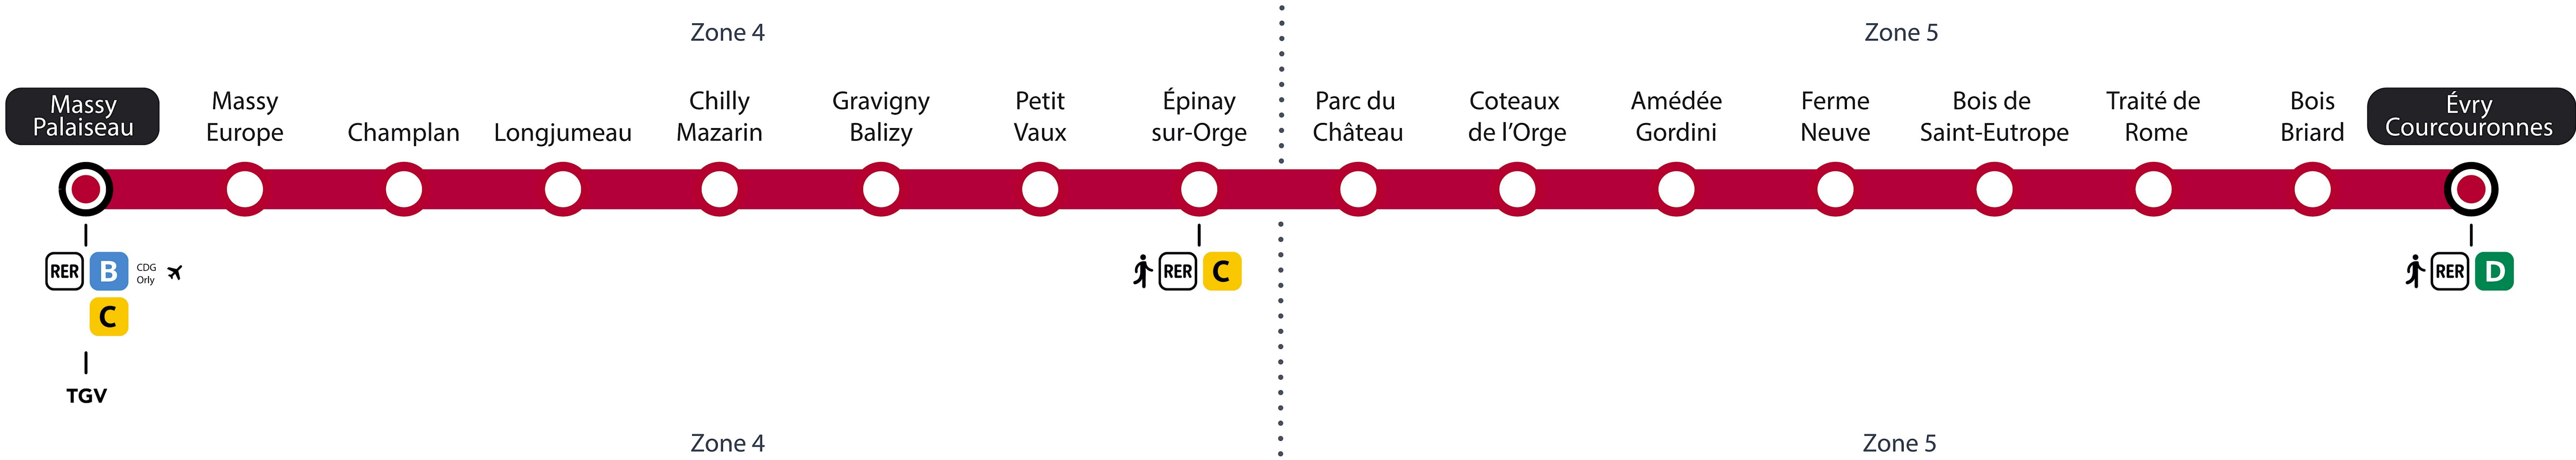 Zone 4
Zone 5
Massy
Palaiseau
Massy
Europe
Champlan
Longjumeau
Chilly
Mazarin
Gravigny
Balizy
Petit
Vaux
Épinay
sur-Orge
Parc du
Château
Coteaux
de l'Orge
Amédée
Gordini
Ferme
Neuve
Bois de
Saint-Eutrope
Traité de
Rome
Bois
Briard
Évry
Courcouronnes
RER B CDG
Orly
C
TGV
RER C
RER D
Zone 4
Zone 5